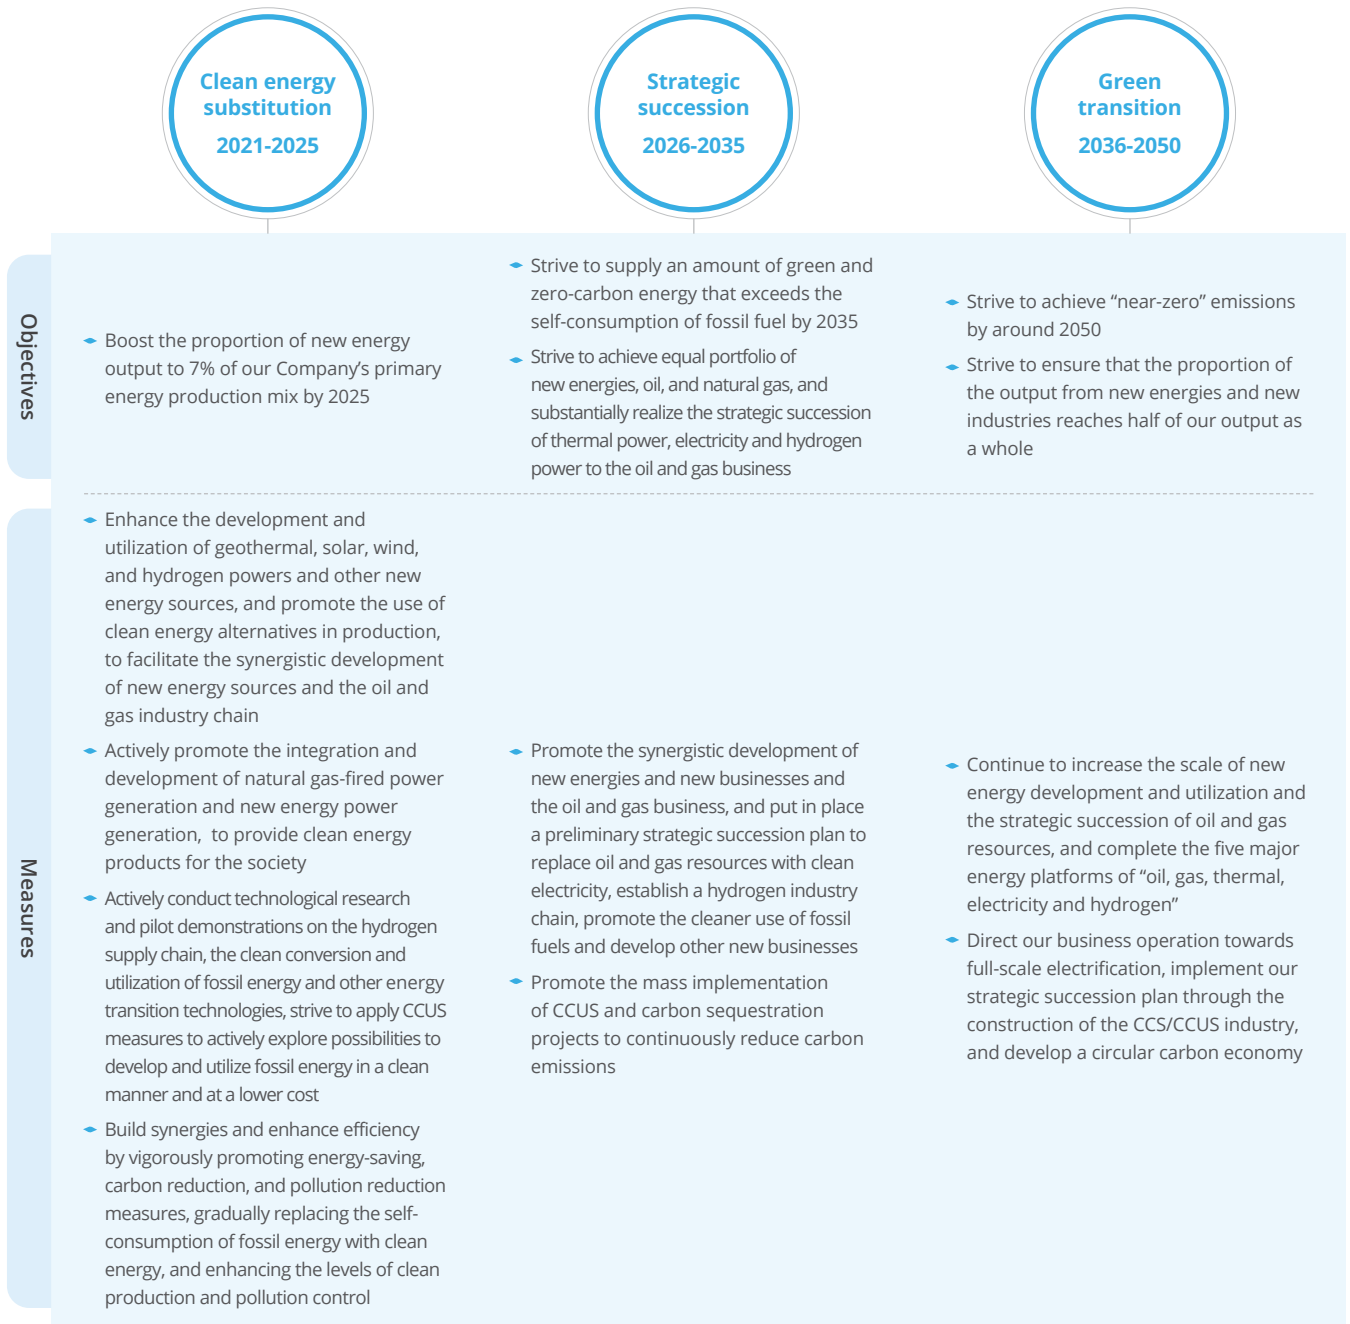 Clean energy
substitution
2021-2025
Strategic
succession
2026-2035
Green
transition
2036-2050
Objectives
Boost the proportion of new energy
output to 7% of our Company’s primary
energy production mix by 2025
Strive to supply an amount of green and
zero-carbon energy that exceeds the
self-consumption of fossil fuel by 2035
Strive to achieve equal portfolio of
new energies, oil, and natural gas, and
substantially realize the strategic succession
of thermal power, electricity and hydrogen
power to the oil and gas business
Strive to achieve “near-zero” emissions
by around 2050
Strive to ensure that the proportion of
the output from new energies and new
industries reaches half of our output as
a whole
Measures
Enhance the development and
utilization of geothermal, solar, wind,
and hydrogen powers and other new
energy sources, and promote the use of
clean energy alternatives in production,
to facilitate the synergistic development
of new energy sources and the oil and
gas industry chain
Actively promote the integration and
development of natural gas-fired power
generation and new energy power
generation,  to provide clean energy
products for the society
Actively conduct technological research
and pilot demonstrations on the hydrogen
supply chain, the clean conversion and
utilization of fossil energy and other energy
transition technologies, strive to apply CCUS
measures to actively explore possibilities to
develop and utilize fossil energy in a clean
manner and at a lower cost
Build synergies and enhance efficiency
by vigorously promoting energy-saving,
carbon reduction, and pollution reduction
measures, gradually replacing the self-
consumption of fossil energy with clean
energy, and enhancing the levels of clean
production and pollution control
Promote the synergistic development of
new energies and new businesses and
the oil and gas business, and put in place
a preliminary strategic succession plan to
replace oil and gas resources with clean
electricity, establish a hydrogen industry
chain, promote the cleaner use of fossil
fuels and develop other new businesses
Promote the mass implementation
of CCUS and carbon sequestration
projects to continuously reduce carbon
emissions
Continue to increase the scale of new
energy development and utilization and
the strategic succession of oil and gas
resources, and complete the five major
energy platforms of “oil, gas, thermal,
electricity and hydrogen”
Direct our business operation towards
full-scale electrification, implement our
strategic succession plan through the
construction of the CCS/CCUS industry,
and develop a circular carbon economy